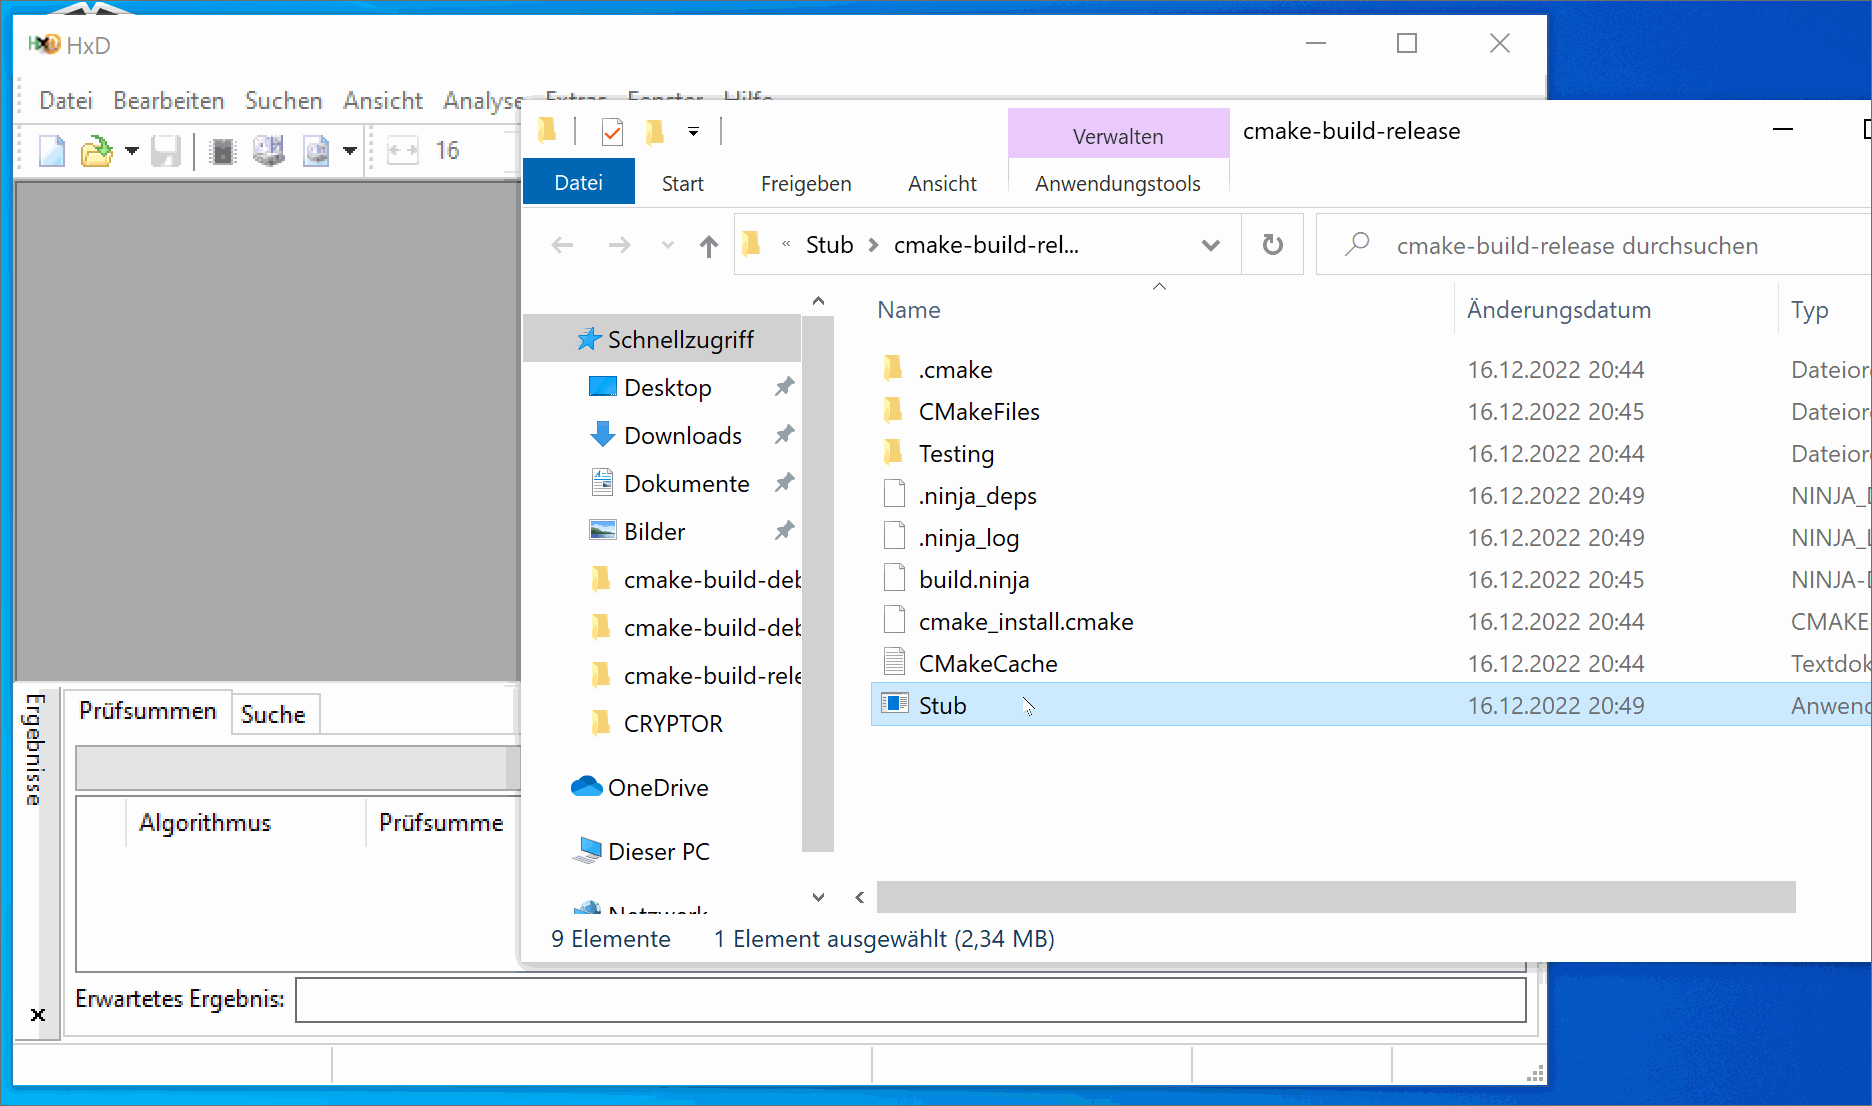 HxD
Datei Bearbeiten Suchen Ansicht Analyse Extras Fenster Hilfe
16
Verwalten
cmake-build-release
Datei Start Freigeben Ansicht Anwendungstools
« Stub > cmake-build-rel...
cmake-build-release durchsuchen
Name Änderungsdatum Typ
Schnellzugriff
Desktop
Downloads
Dokumente
Bilder
cmake-build-deb
cmake-build-deb
cmake-build-rele
CRYPTOR
OneDrive
Dieser PC
Netzwerk
.cmake 16.12.2022 20:44 Dateior
CMakeFiles 16.12.2022 20:45 Dateior
Testing 16.12.2022 20:44 Dateior
.ninja_deps 16.12.2022 20:49 NINJA_D
.ninja_log 16.12.2022 20:49 NINJA_L
build.ninja 16.12.2022 20:45 NINJA-D
cmake_install.cmake 16.12.2022 20:44 CMAKE
CMakeCache 16.12.2022 20:44 Textdok
Stub 16.12.2022 20:49 Anwend
9 Elemente 1 Element ausgewählt (2,34 MB)
Ergebnisse
Prüfsummen Suche
Algorithmus Prüfsumme
Erwartetes Ergebnis: